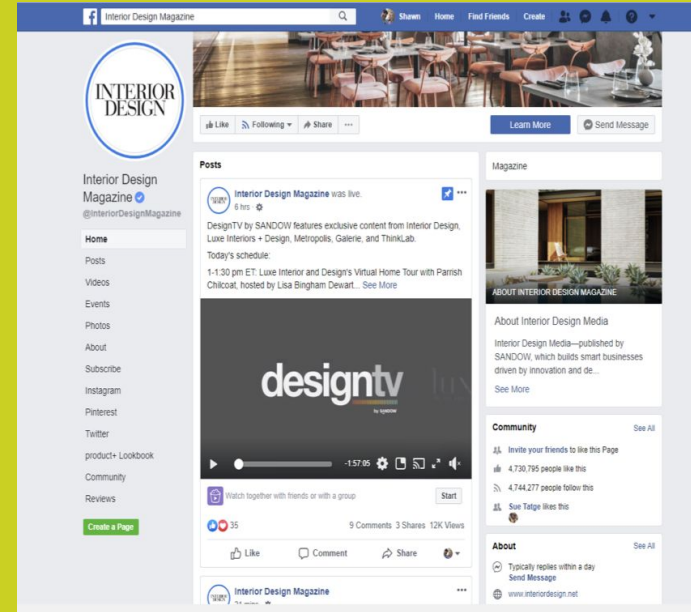 Interior Design Magazine
Shawn Home Find Friends Create
INTERIOR
DESIGN
Like Following Share
Learn More
Send Message
Interior Design
Magazine
@InteriorDesignMagazine
Home
Posts
Videos
Events
Photos
About
Subscribe
Instagram
Pinterest
Twitter
product+ Lookbook
Community
Reviews
Create a Page
Posts
Interior Design Magazine was live.
6 hrs ·
DesignTV by SANDOW features exclusive content from Interior Design,
Luxe Interiors + Design, Metropolis, Galerie, and ThinkLab.
Today's schedule:
1-1:30 pm ET: Luxe Interior and Design's Virtual Home Tour with Parrish
Chilcoat, hosted by Lisa Bingham Dewart... See More
designtv
by SANDOW
lux
-1:57:05
Watch together with friends or with a group
Start
35
9 Comments 3 Shares 12K Views
Like Comment Share
Interior Design Magazine
Magazine
ABOUT INTERIOR DESIGN MAGAZINE
About Interior Design Media
Interior Design Media—published by
SANDOW, which builds smart businesses
driven by innovation and de...
See More
Community See All
Invite your friends to like this Page
4,730,795 people like this
4,744,277 people follow this
Sue Tatge likes this
About See All
Typically replies within a day
Send Message
www.interiordesign.net